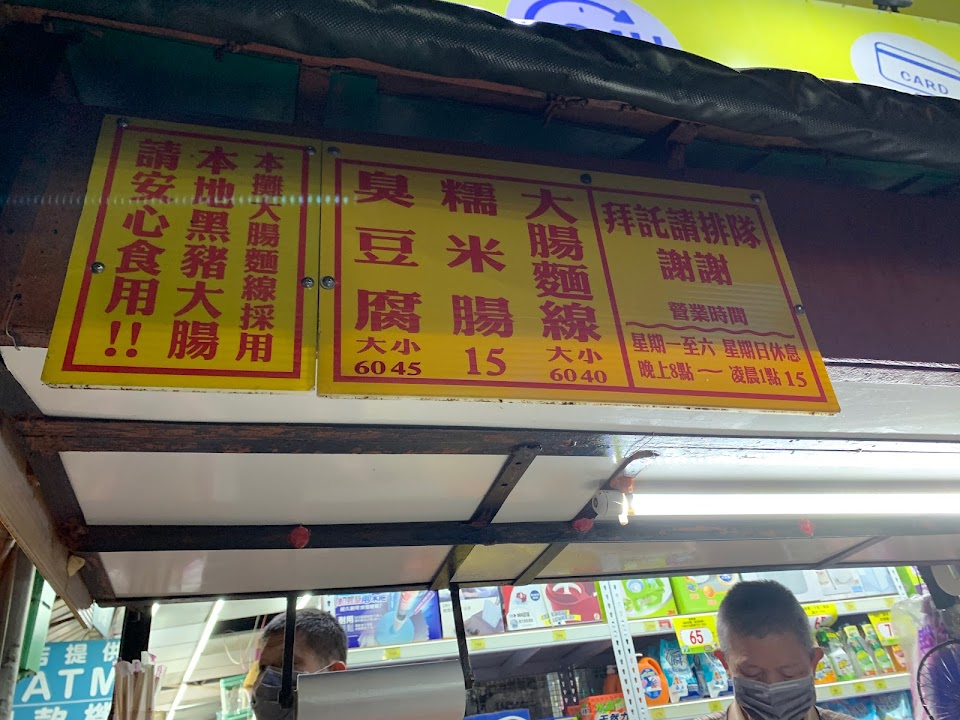 CARD
拜託請排隊
謝謝
營業時間
星期一至六 星期日休息
晚上8點～凌晨1點15
大腸麵線
大小
60 40
糯米腸
15
臭豆腐
大小
60 45
本攤大腸麵線採用
本地黑豬大腸
請安心食用!!
65
店提供
ATM